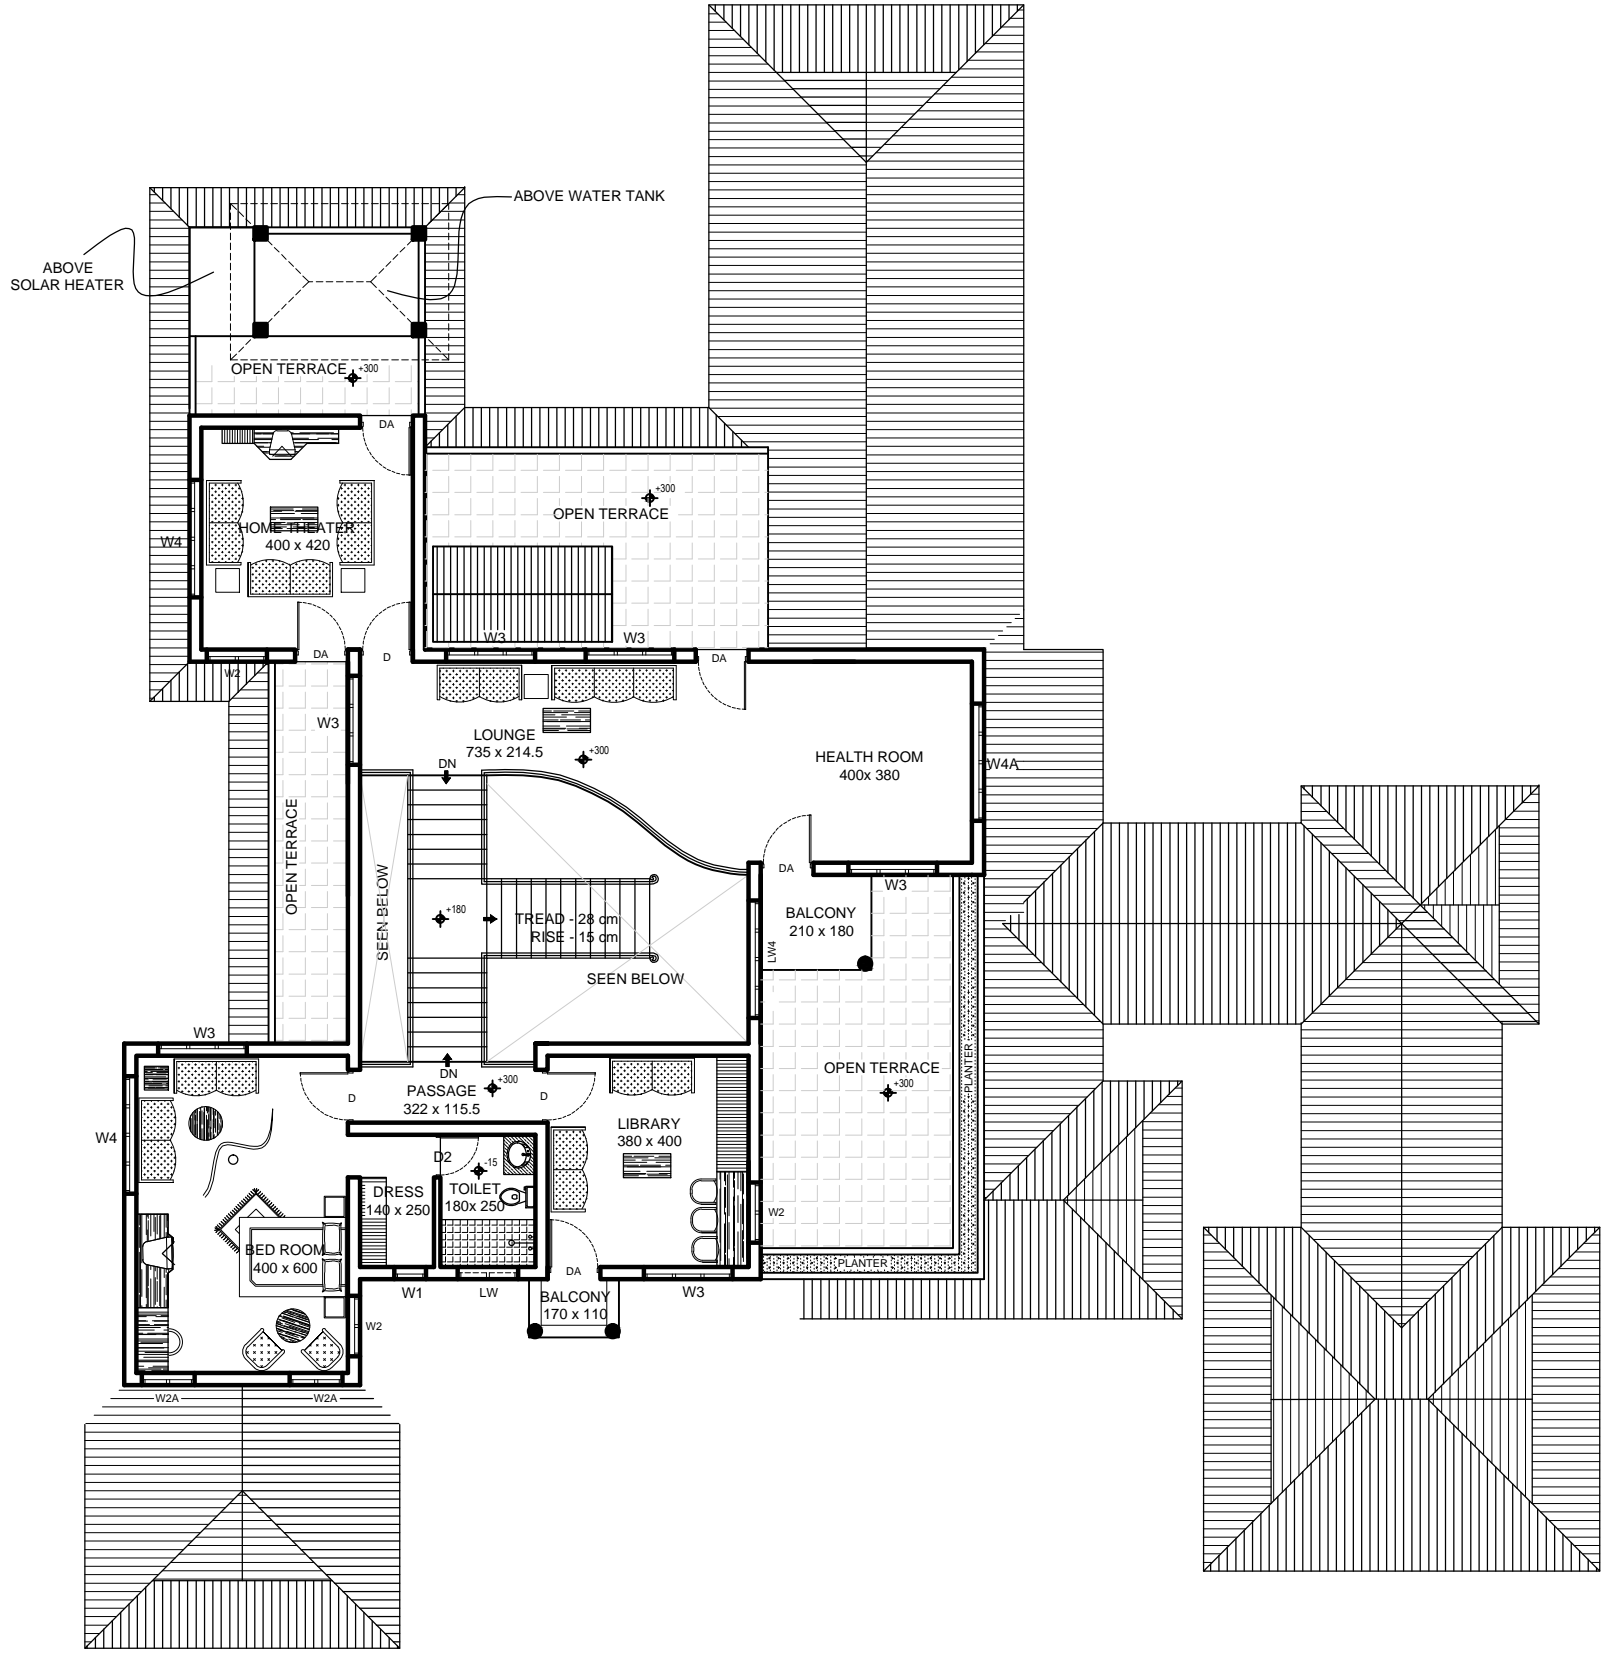 ABOVE WATER TANK
ABOVE
SOLAR HEATER
OPEN TERRACE
+300
DA
+300
OPEN TERRACE
HOME THEATER
400 x 420
W4
W3
W3
DA
D
DA
W2
W3
LOUNGE
735 x 214.5
+300
DN
HEALTH ROOM
400x 380
W4A
OPEN TERRACE
SEEN BELOW
+180
TREAD - 28 cm
RISE - 15 cm
SEEN BELOW
DA
W3
BALCONY
210 x 180
LW4
W3
DN
PASSAGE
322 x 115.5
+300
D
D
OPEN TERRACE
+300
PLANTER
W4
LIBRARY
380 x 400
D2
-15
DRESS
140 x 250
TOILET
180x 250
W2
BED ROOM
400 x 600
PLANTER
DA
W1
LW
BALCONY
170 x 110
W3
W2
W2A
W2A